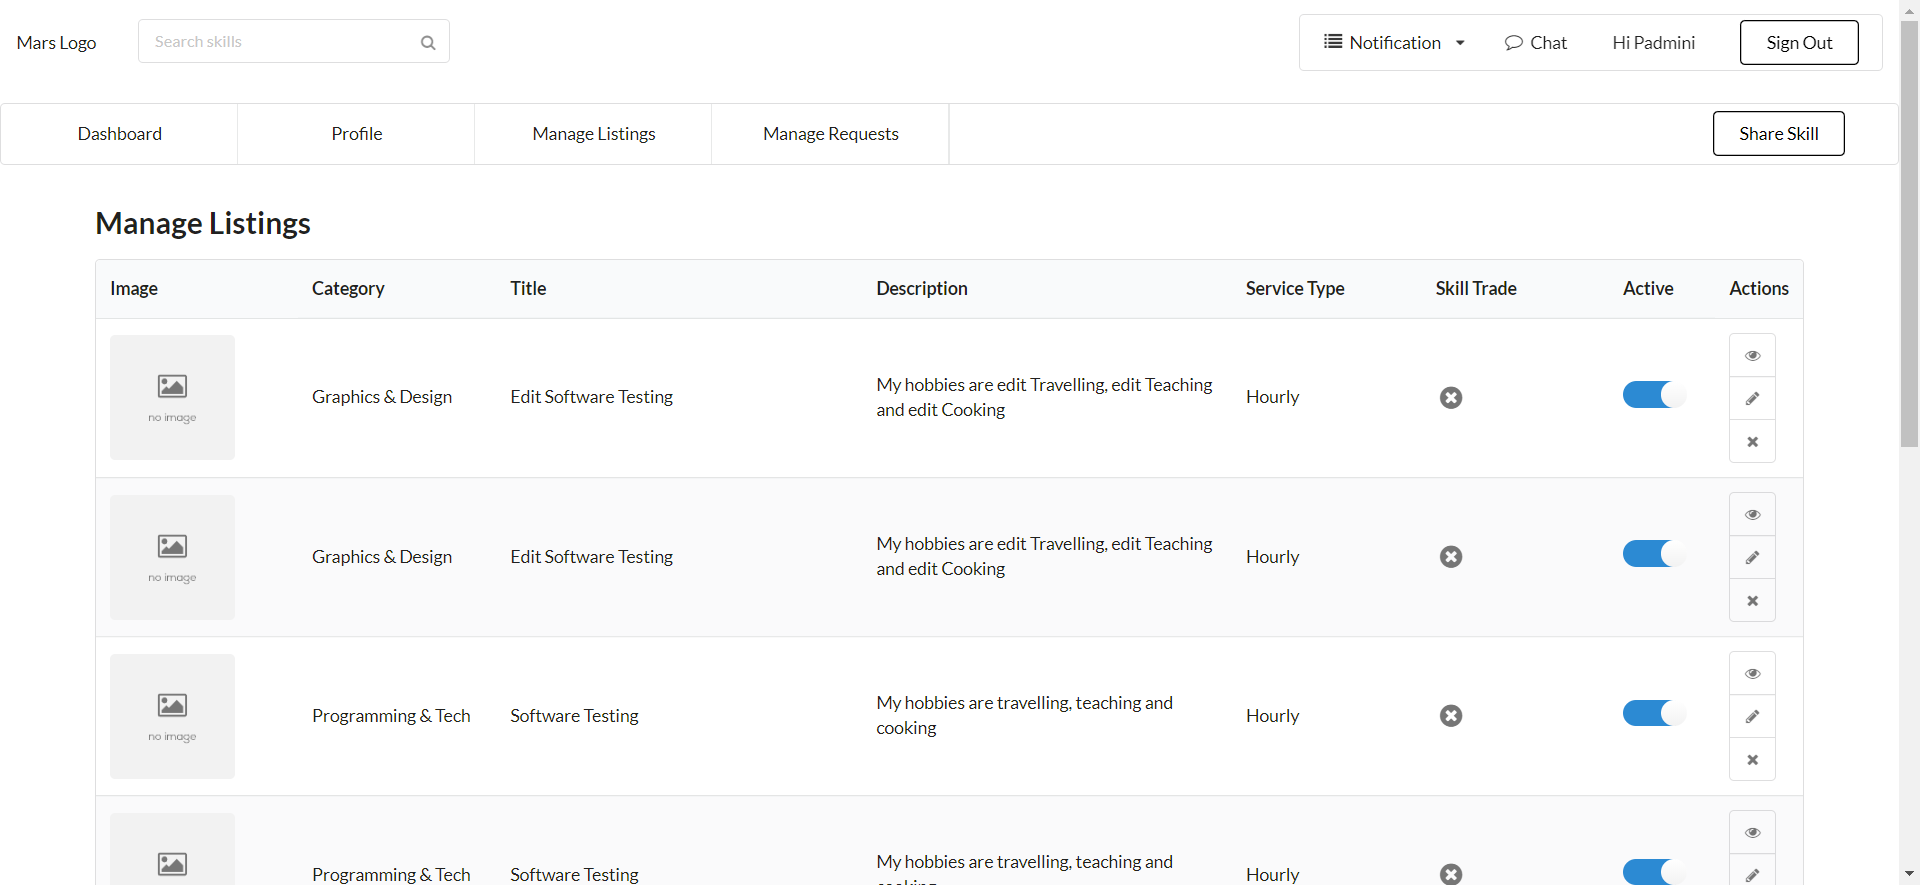 Mars Logo
Search skills
Notification
Chat
Hi Padmini
Sign Out
Dashboard
Profile
Manage Listings
Manage Requests
Share Skill
Manage Listings
Image Category Title Description Service Type Skill Trade Active Actions
no image
Graphics & Design
Edit Software Testing
My hobbies are edit Travelling, edit Teaching
and edit Cooking
Hourly
no image
Graphics & Design
Edit Software Testing
My hobbies are edit Travelling, edit Teaching
and edit Cooking
Hourly
no image
Programming & Tech
Software Testing
My hobbies are travelling, teaching and
cooking
Hourly
Programming & Tech
Software Testing
My hobbies are travelling, teaching and
Hourly